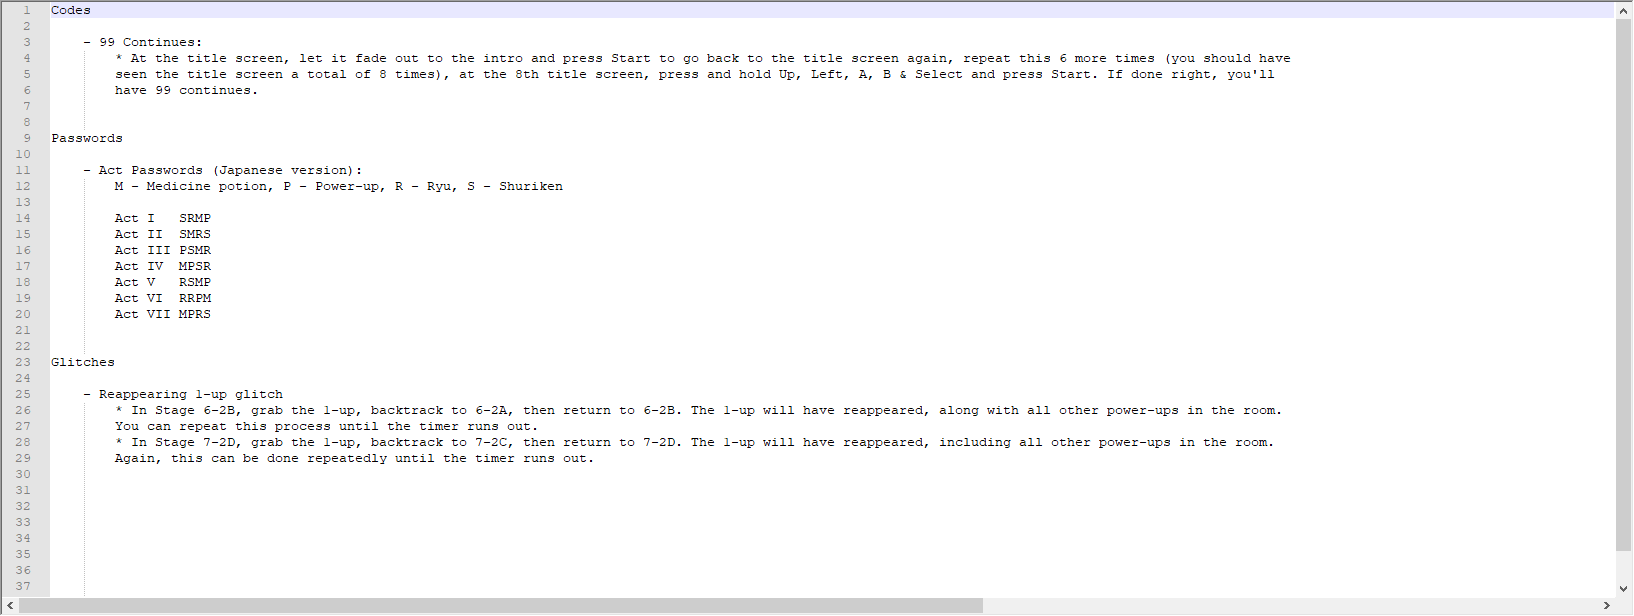 1 Codes
2
3 - 99 Continues:
4 * At the title screen, let it fade out to the intro and press Start to go back to the title screen again, repeat this 6 more times (you should have
5 seen the title screen a total of 8 times), at the 8th title screen, press and hold Up, Left, A, B & Select and press Start. If done right, you'll
6 have 99 continues.
7
8
9 Passwords
10
11 - Act Passwords (Japanese version):
12 M - Medicine potion, P - Power-up, R - Ryu, S - Shuriken
13
14 Act I SRMP
15 Act II SMRS
16 Act III PSMR
17 Act IV MPSR
18 Act V RSMP
19 Act VI RRPM
20 Act VII MPRS
21
22
23 Glitches
24
25 - Reappearing 1-up glitch
26 * In Stage 6-2B, grab the 1-up, backtrack to 6-2A, then return to 6-2B. The 1-up will have reappeared, along with all other power-ups in the room.
27 You can repeat this process until the timer runs out.
28 * In Stage 7-2D, grab the 1-up, backtrack to 7-2C, then return to 7-2D. The 1-up will have reappeared, including all other power-ups in the room.
29 Again, this can be done repeatedly until the timer runs out.
30
31
32
33
34
35
36
37